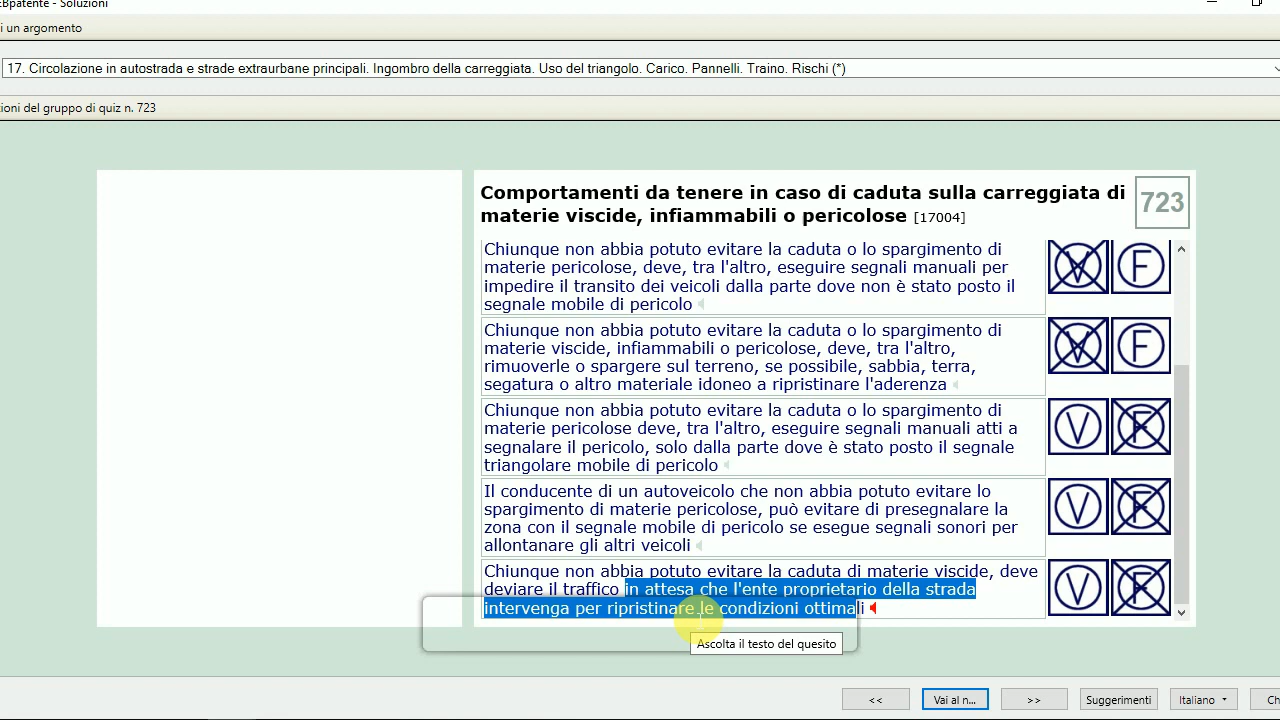 EBpatente - Soluzioni
i un argomento
17. Circolazione in autostrada e strade extraurbane principali. Ingombro della carreggiata. Uso del triangolo. Carico. Pannelli. Traino. Rischi (*)
ioni del gruppo di quiz n. 723
Comportamenti da tenere in caso di caduta sulla carreggiata di
materie viscide, infiammabili o pericolose [17004]
723
Chiunque non abbia potuto evitare la caduta o lo spargimento di
materie pericolose, deve, tra l'altro, eseguire segnali manuali per
impedire il transito dei veicoli dalla parte dove non è stato posto il
segnale mobile di pericolo
V F
Chiunque non abbia potuto evitare la caduta o lo spargimento di
materie viscide, infiammabili o pericolose, deve, tra l'altro,
rimuoverle o spargere sul terreno, se possibile, sabbia, terra,
segatura o altro materiale idoneo a ripristinare l'aderenza
V F
Chiunque non abbia potuto evitare la caduta o lo spargimento di
materie pericolose deve, tra l'altro, eseguire segnali manuali atti a
segnalare il pericolo, solo dalla parte dove è stato posto il segnale
triangolare mobile di pericolo
V F
Il conducente di un autoveicolo che non abbia potuto evitare lo
spargimento di materie pericolose, può evitare di presegnalare la
zona con il segnale mobile di pericolo se esegue segnali sonori per
allontanare gli altri veicoli
V F
Chiunque non abbia potuto evitare la caduta di materie viscide, deve
deviare il traffico in attesa che l'ente proprietario della strada
intervenga per ripristinare le condizioni ottimali
V F
Ascolta il testo del quesito
<< Vai al n... >> Suggerimenti Italiano Ch